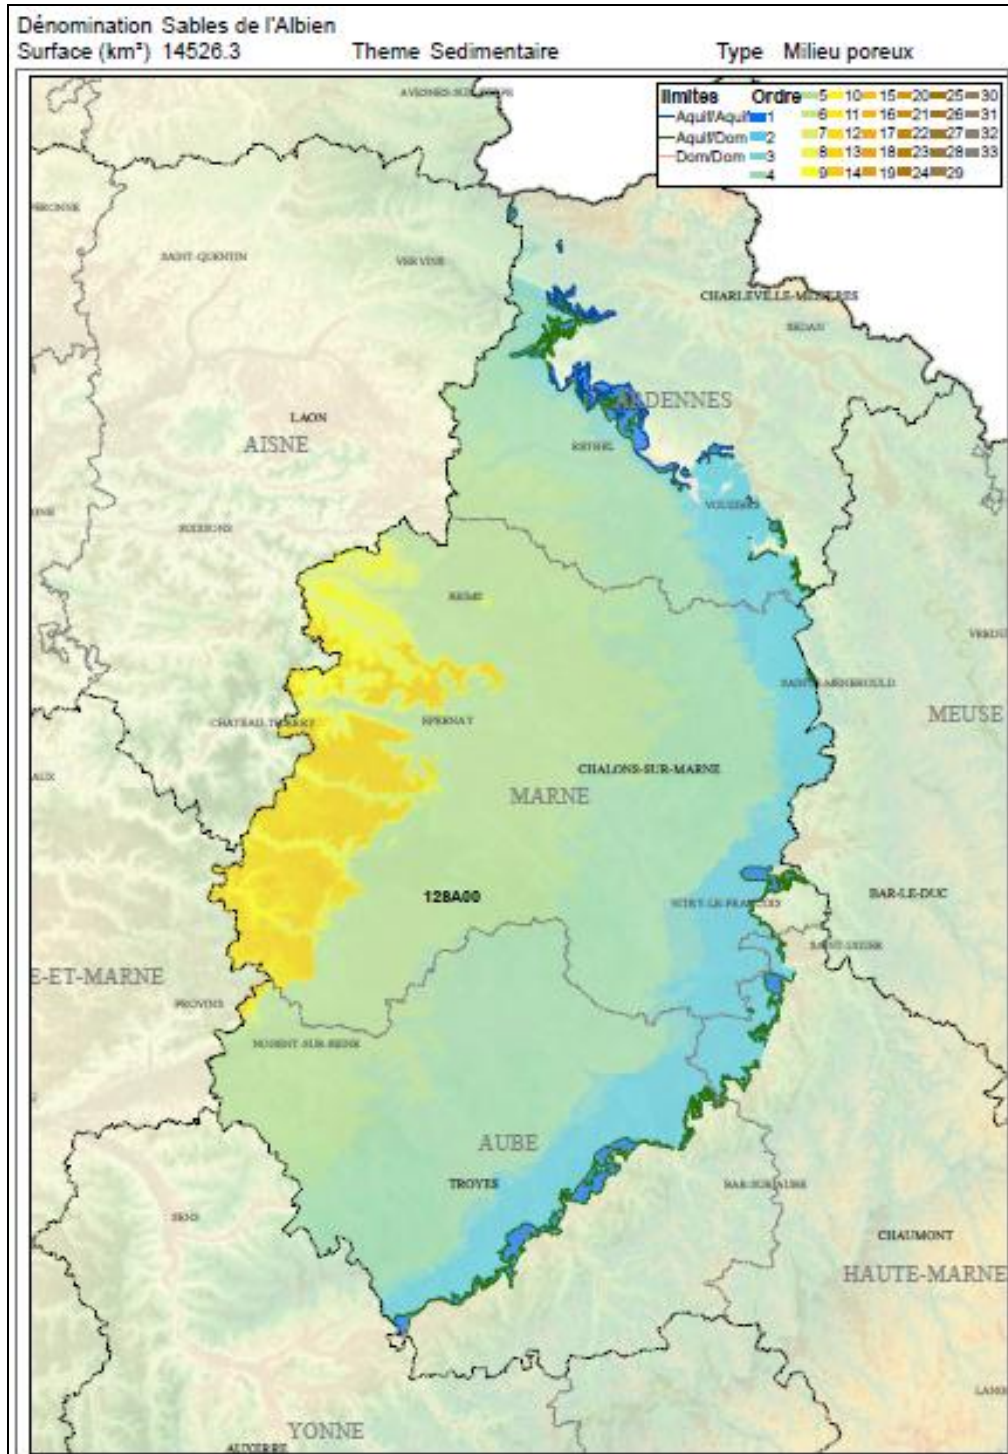 Dénomination Sables de l'Albien
Surface (km²) 14526.3 Theme Sedimentaire Type Milieu poreux
limites Ordre 5 10 15 20 25 30
Aquif/Aquif 1 6 11 16 21 26 31
Aquif/Dom 2 7 12 17 22 27 32
Dom/Dom 3 8 13 18 23 28 33
4 9 14 19 24 29
SAINT-QUENTIN
VERVINS
CHARLEVILLE-MEZIERES
SEDAN
LAON
AISNE
ARDENNES
RETHEL
SOISSONS
VOUZIERS
REIMS
SAINTE-MENEHOULD
MEUSE
CHATEAU-THIERRY
EPERNAY
CHALONS-SUR-MARNE
MARNE
128A00
BAR-LE-DUC
VITRY-LE-FRANCOIS
SAINT-DIZIER
E-ET-MARNE
PROVINS
NOGENT-SUR-SEINE
AUBE
TROYES
BAR-SUR-AUBE
SENS
CHAUMONT
HAUTE-MARNE
YONNE
AUXERRE